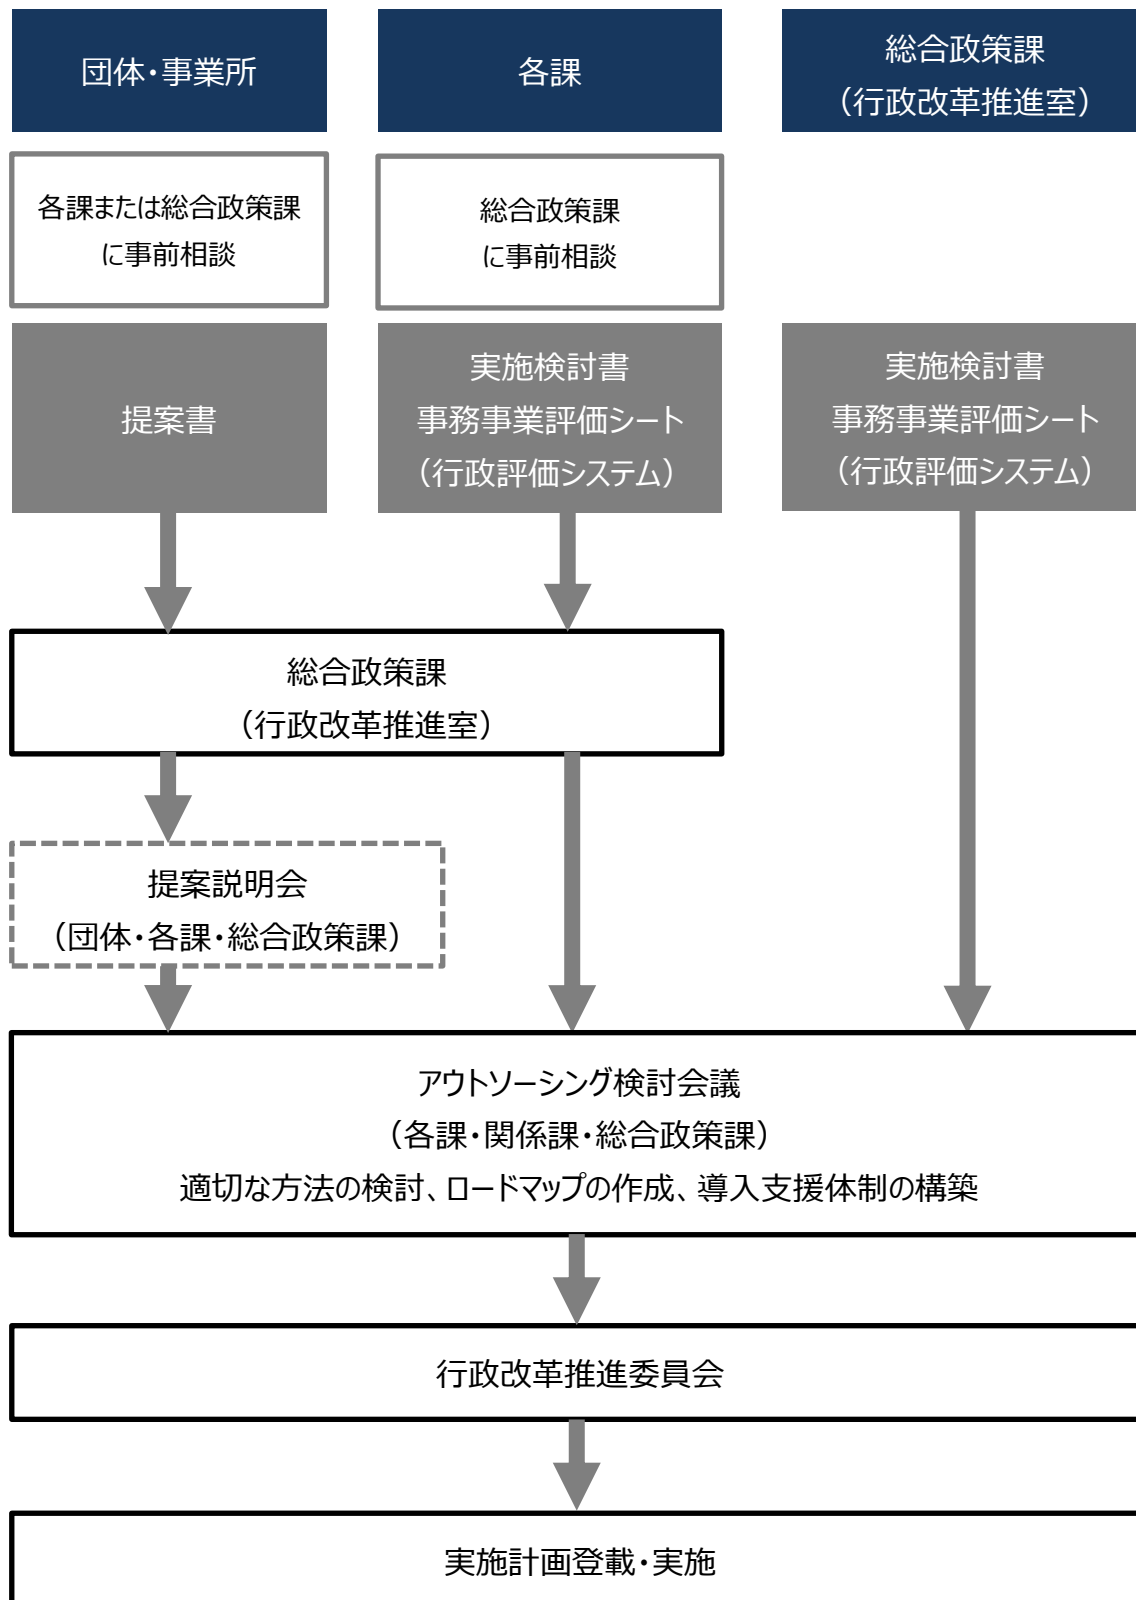 団体・事業所
各課
総合政策課
（行政改革推進室）
各課または総合政策課
に事前相談
総合政策課
に事前相談
提案書
実施検討書
事務事業評価シート
（行政評価システム）
実施検討書
事務事業評価シート
（行政評価システム）
総合政策課
（行政改革推進室）
提案説明会
（団体・各課・総合政策課）
アウトソーシング検討会議
（各課・関係課・総合政策課）
適切な方法の検討、ロードマップの作成、導入支援体制の構築
行政改革推進委員会
実施計画登載・実施